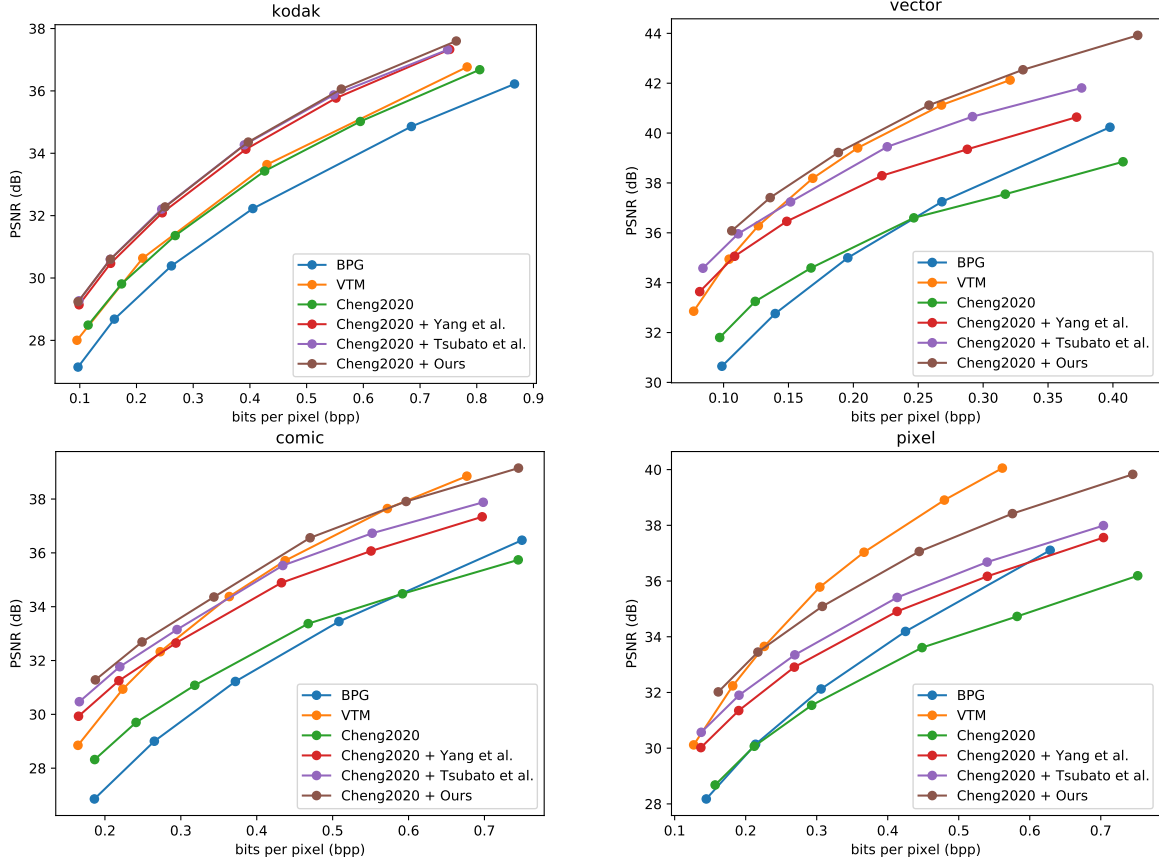 kodak
38
36
34
32
30
28
PSNR (dB)
0.1 0.2 0.3 0.4 0.5 0.6 0.7 0.8 0.9
bits per pixel (bpp)
BPG
VTM
Cheng2020
Cheng2020 + Yang et al.
Cheng2020 + Tsubato et al.
Cheng2020 + Ours
vector
44
42
40
38
36
34
32
30
PSNR (dB)
0.10 0.15 0.20 0.25 0.30 0.35 0.40
bits per pixel (bpp)
BPG
VTM
Cheng2020
Cheng2020 + Yang et al.
Cheng2020 + Tsubato et al.
Cheng2020 + Ours
comic
38
36
34
32
30
28
PSNR (dB)
0.2 0.3 0.4 0.5 0.6 0.7
bits per pixel (bpp)
BPG
VTM
Cheng2020
Cheng2020 + Yang et al.
Cheng2020 + Tsubato et al.
Cheng2020 + Ours
pixel
40
38
36
34
32
30
28
PSNR (dB)
0.1 0.2 0.3 0.4 0.5 0.6 0.7
bits per pixel (bpp)
BPG
VTM
Cheng2020
Cheng2020 + Yang et al.
Cheng2020 + Tsubato et al.
Cheng2020 + Ours